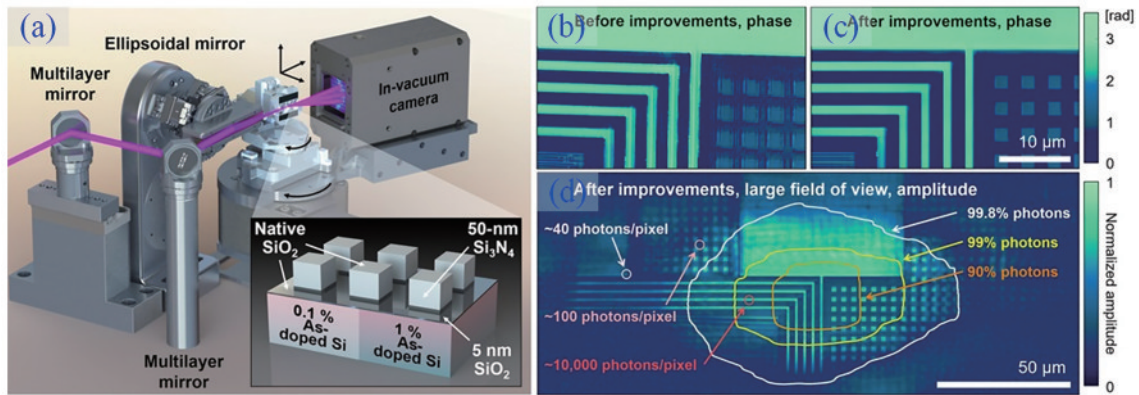 (a)
Ellipsoidal mirror
Multilayer
mirror
In-vacuum
camera
Native
SiO₂
50-nm
Si₃N₄
0.1 %
As-
doped Si
1 %
As-
doped Si
5 nm
SiO₂
Multilayer
mirror
(b)
Before improvements, phase
(c)
After improvements, phase
10 μm
[rad]
3
2
1
0
(d)
After improvements, large field of view, amplitude
~40 photons/pixel
99.8% photons
99% photons
90% photons
~100 photons/pixel
~10,000 photons/pixel
50 μm
1
Normalized amplitude
0